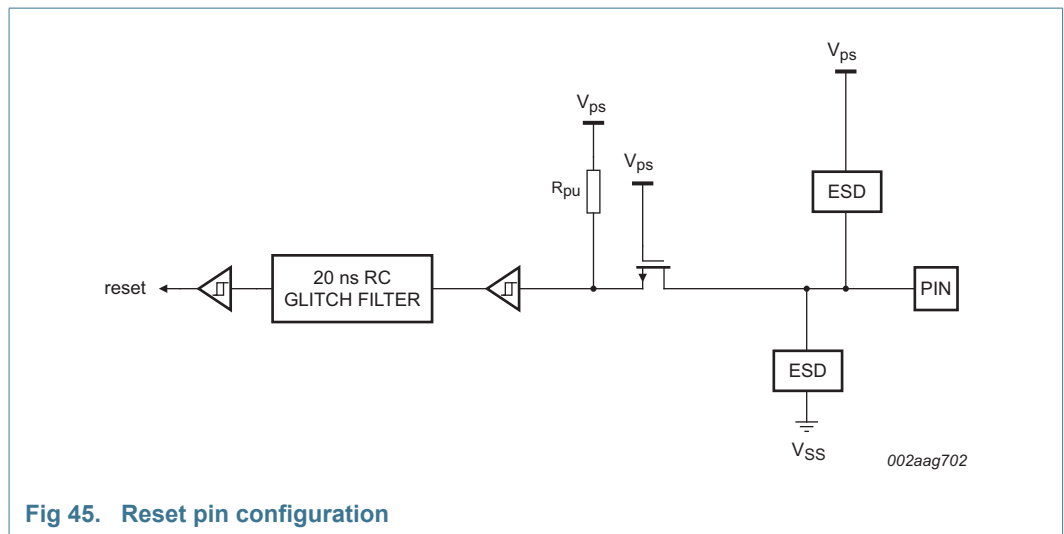 Vps
Vps
Vps
Rpu
ESD
reset
20 ns RC
GLITCH FILTER
PIN
ESD
VSS
002aag702
Fig 45. Reset pin configuration